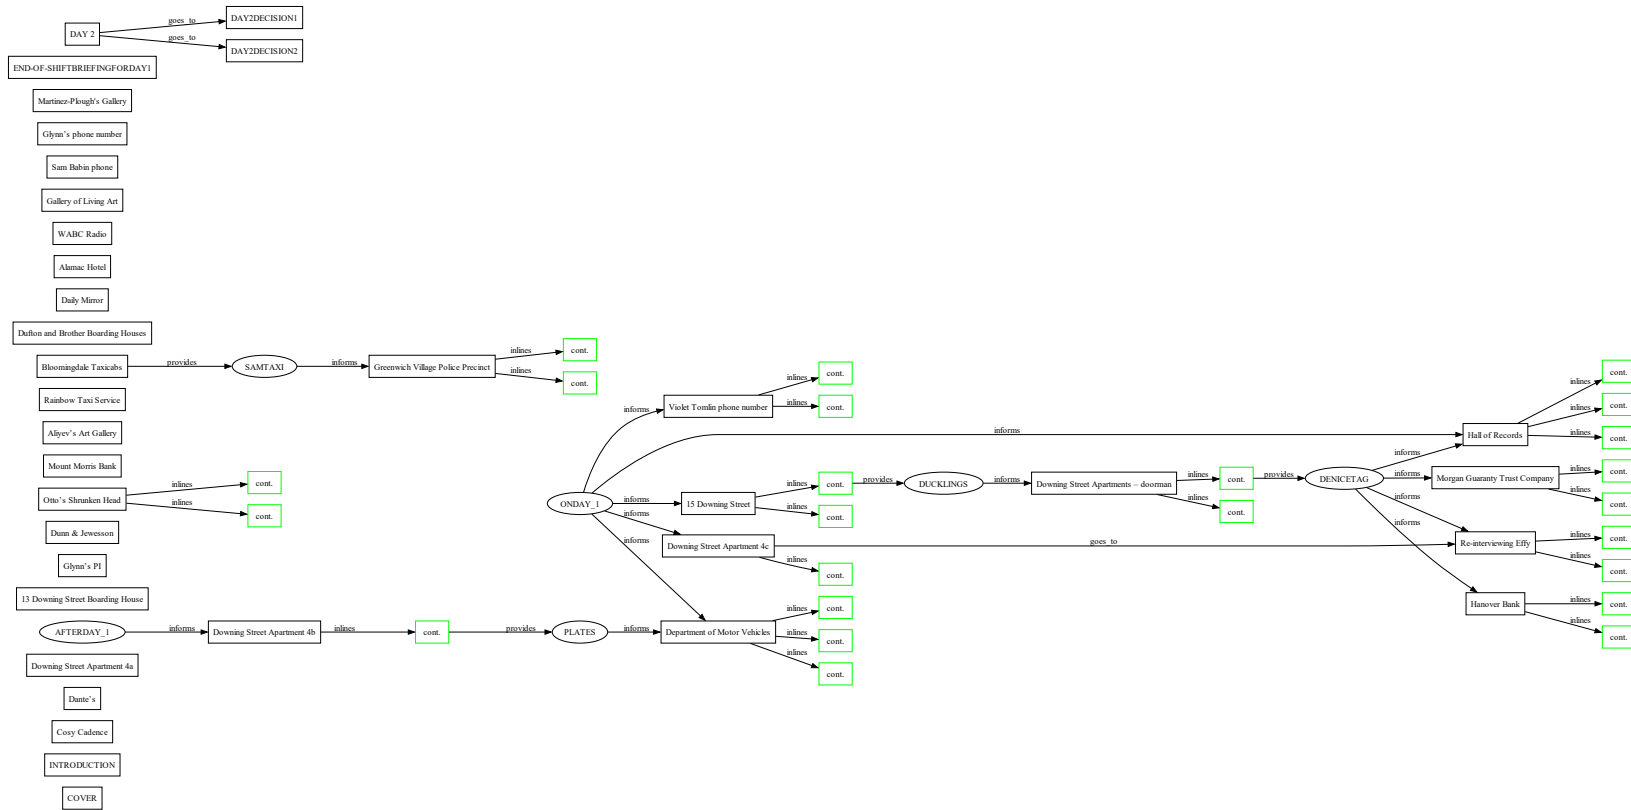 DAY 2
goes_to
DAY2DECISION1
goes_to
DAY2DECISION2
END-OF-SHIFTBRIEFINGFORDAY1
Martinez-Plough's Gallery
Glynn's phone number
Sam Babin phone
Gallery of Living Art
WABC Radio
Alamac Hotel
Daily Mirror
Dufton and Brother Boarding Houses
Bloomingdale Taxicabs
provides
SAMTAXI
informs
Greenwich Village Police Precinct
inlines
cont.
inlines
cont.
Rainbow Taxi Service
Aliyev's Art Gallery
Mount Morris Bank
Otto's Shrunken Head
inlines
cont.
inlines
cont.
Dunn & Jewesson
Glynn's PI
13 Downing Street Boarding House
AFTERDAY_1
informs
Downing Street Apartment 4b
inlines
cont.
provides
PLATES
informs
Department of Motor Vehicles
inlines
cont.
inlines
cont.
inlines
cont.
Downing Street Apartment 4a
Dante's
Cosy Cadence
INTRODUCTION
COVER
ONDAY_1
informs
Violet Tomlin phone number
inlines
cont.
inlines
cont.
informs
Hall of Records
inlines
cont.
inlines
cont.
inlines
cont.
informs
15 Downing Street
inlines
cont.
inlines
cont.
provides
DUCKLINGS
informs
Downing Street Apartments – doorman
inlines
cont.
inlines
cont.
provides
DENICETAG
informs
informs
Morgan Guaranty Trust Company
inlines
cont.
inlines
cont.
informs
Re-interviewing Effy
inlines
cont.
inlines
cont.
informs
Hanover Bank
inlines
cont.
inlines
cont.
informs
Downing Street Apartment 4c
goes_to
inlines
cont.
informs